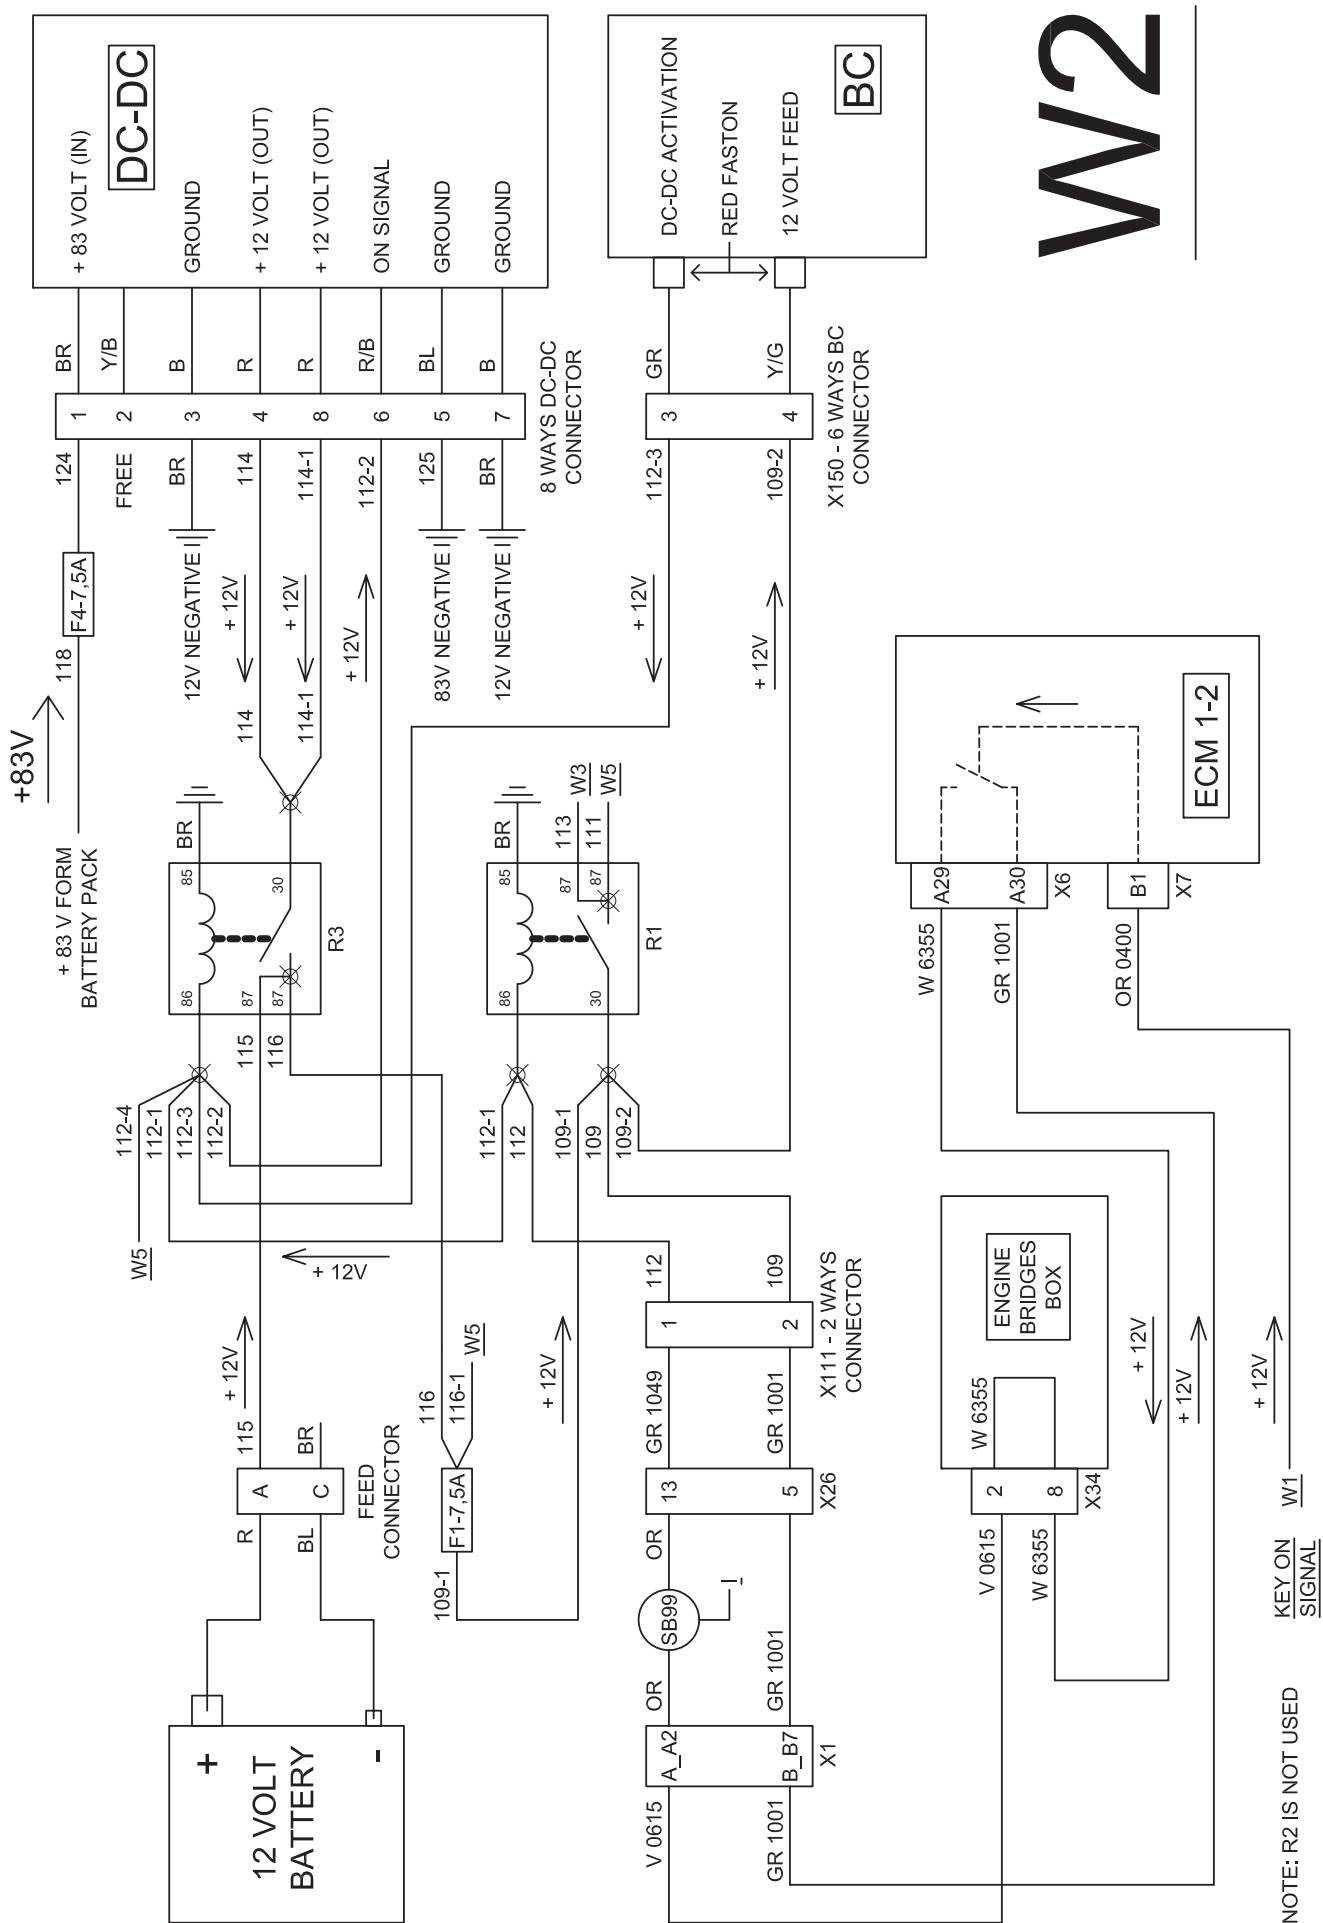 W2
DC-DC
+ 83 VOLT (IN)
GROUND
+ 12 VOLT (OUT)
+ 12 VOLT (OUT)
ON SIGNAL
GROUND
GROUND
BR
Y/B
B
R
R
R/B
BL
B
1
2
3
4
8
6
5
7
8 WAYS DC-DC
CONNECTOR
124
FREE
BR
114
114-1
112-2
125
BR
F4-7,5A
118
+83V
+ 83 V FORM
BATTERY PACK
12V NEGATIVE
+ 12V
+ 12V
+ 12V
83V NEGATIVE
12V NEGATIVE
114
114-1
BC
DC-DC ACTIVATION
RED FASTON
12 VOLT FEED
GR
Y/G
3
4
X150 - 6 WAYS BC
CONNECTOR
112-3
109-2
+ 12V
+ 12V
BR
85
30
86
87
87
R3
115
116
112-4
112-1
112-3
112-2
W5
BR
113
W3
111
W5
85
87
87
86
30
R1
112-1
112
109-1
109
109-2
+ 12V
+ 12V
115
BR
A
C
FEED
CONNECTOR
R
BL
+
-
12 VOLT
BATTERY
116
116-1
W5
F1-7,5A
109-1
+ 12V
112
109
1
2
X111 - 2 WAYS
CONNECTOR
GR 1049
GR 1001
13
5
X26
OR
SB99
I
OR
GR 1001
A_A2
B_B7
X1
V 0615
GR 1001
ECM 1-2
A29
A30
X6
B1
X7
W 6355
GR 1001
OR 0400
ENGINE
BRIDGES
BOX
W 6355
2
8
X34
V 0615
W 6355
+ 12V
+ 12V
+ 12V
W1
KEY ON
SIGNAL
NOTE: R2 IS NOT USED